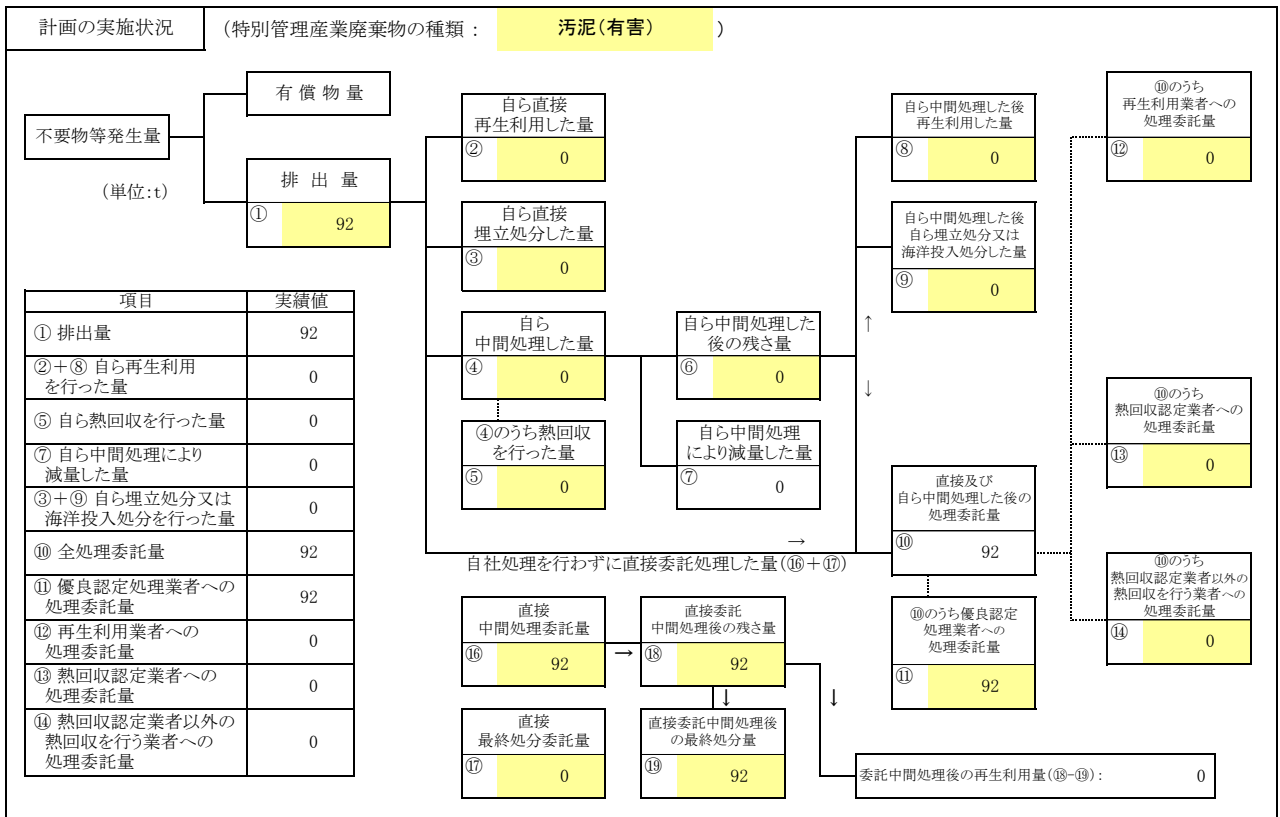 計画の実施状況
(特別管理産業廃棄物の種類： 汚泥(有害) )
不要物等発生量
(単位:t)
有 償 物 量
排 出 量
① 92
自ら直接
再生利用した量
② 0
自ら直接
埋立処分した量
③ 0
自ら
中間処理した量
④ 0
④のうち熱回収
を行った量
⑤ 0
自ら中間処理した
後の残さ量
⑥ 0
自ら中間処理
により減量した量
⑦ 0
自ら中間処理した後
再生利用した量
⑧ 0
自ら中間処理した後
自ら埋立処分又は
海洋投入処分した量
⑨ 0
↑
↓
直接及び
自ら中間処理した後の
処理委託量
⑩ 92
⑩のうち優良認定
処理業者への
処理委託量
⑪ 92
⑩のうち
再生利用業者への
処理委託量
⑫ 0
⑩のうち
熱回収認定業者への
処理委託量
⑬ 0
⑩のうち
熱回収認定業者以外の
熱回収を行う業者への
処理委託量
⑭ 0
→
自社処理を行わずに直接委託処理した量(⑯＋⑰)
直接
中間処理委託量
⑯ 92
→
直接委託
中間処理後の残さ量
⑱ 92
↓
↓
直接
最終処分委託量
⑰ 0
直接委託中間処理後
の最終処分量
⑲ 92
委託中間処理後の再生利用量(⑱-⑲)： 0
項目 実績値
① 排出量 92
②＋⑧ 自ら再生利用
を行った量 0
⑤ 自ら熱回収を行った量 0
⑦ 自ら中間処理により
減量した量 0
③＋⑨ 自ら埋立処分又は
海洋投入処分を行った量 0
⑩ 全処理委託量 92
⑪ 優良認定処理業者への
処理委託量 92
⑫ 再生利用業者への
処理委託量 0
⑬ 熱回収認定業者への
処理委託量 0
⑭ 熱回収認定業者以外の
熱回収を行う業者への
処理委託量 0